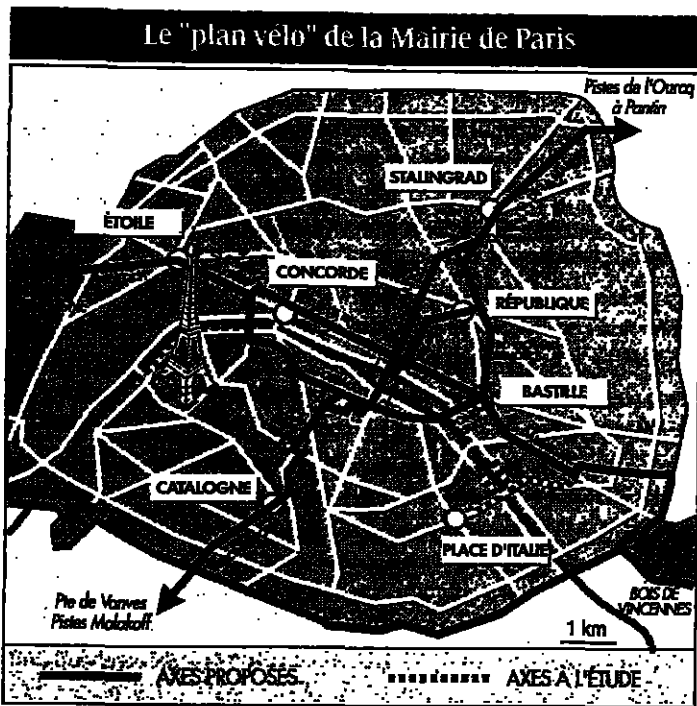 Le "plan vélo" de la Mairie de Paris
Pistes de l'Ourcq
à Pantin
STALINGRAD
ÉTOILE
CONCORDE
RÉPUBLIQUE
BASTILLE
CATALOGNE
PLACE D'ITALIE
Pte de Vanves
Pistes Malakoff
BOIS DE
VINCENNES
1 km
AXES PROPOSES
AXES A L'ÉTUDE